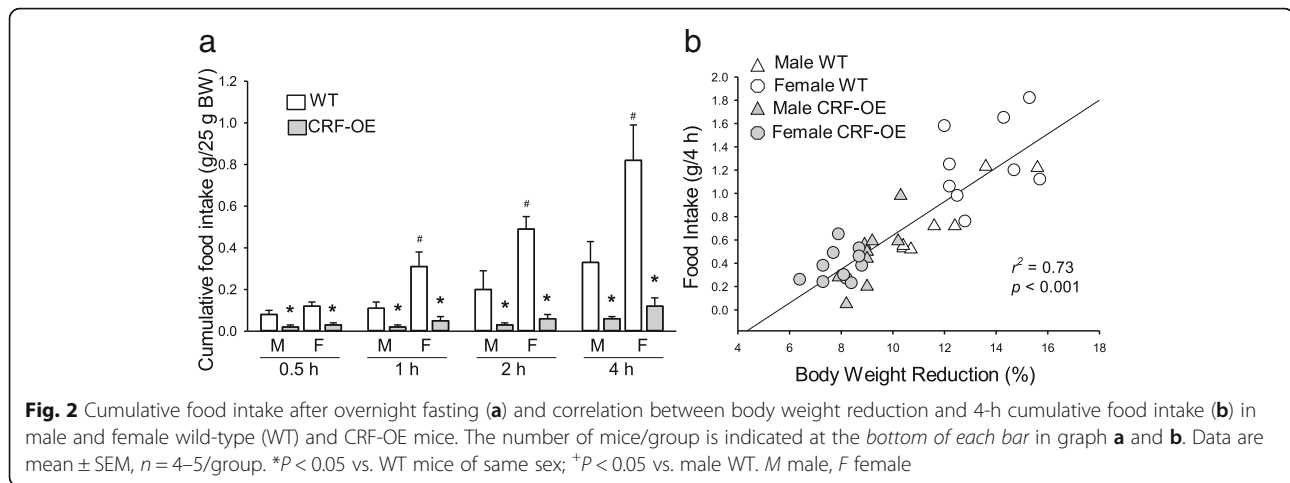 a
Cumulative food intake (g/25 g BW)
1.2
1.0
0.8
0.6
0.4
0.2
0.0
WT
CRF-OE
* * # * * # * * # *
M F M F M F M F
0.5 h 1 h 2 h 4 h
b
Male WT
Female WT
Male CRF-OE
Female CRF-OE
Food Intake (g/4 h)
2.0
1.8
1.6
1.4
1.2
1.0
0.8
0.6
0.4
0.2
0.0
r² = 0.73
p < 0.001
4 6 8 10 12 14 16 18
Body Weight Reduction (%)
Fig. 2 Cumulative food intake after overnight fasting (a) and correlation between body weight reduction and 4-h cumulative food intake (b) in
male and female wild-type (WT) and CRF-OE mice. The number of mice/group is indicated at the bottom of each bar in graph a and b. Data are
mean ± SEM, n = 4–5/group. *P < 0.05 vs. WT mice of same sex; ⁺P < 0.05 vs. male WT. M male, F female